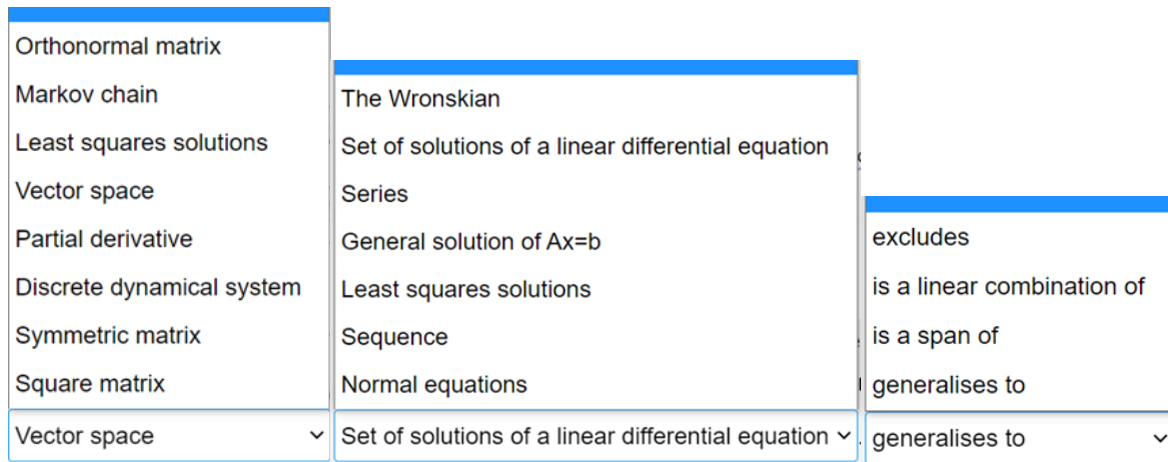 Orthonormal matrix
Markov chain
Least squares solutions
Vector space
Partial derivative
Discrete dynamical system
Symmetric matrix
Square matrix
Vector space
The Wronskian
Set of solutions of a linear differential equation
Series
General solution of Ax=b
Least squares solutions
Sequence
Normal equations
Set of solutions of a linear differential equation
excludes
is a linear combination of
is a span of
generalises to
generalises to